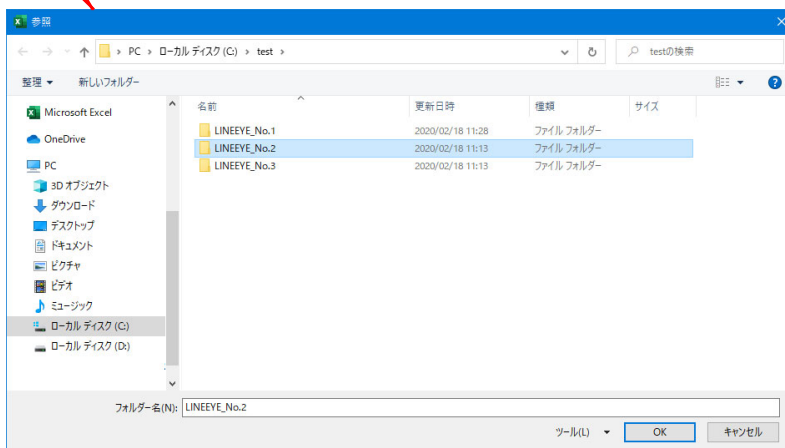 参照
PC › ローカル ディスク (C:) › test ›
testの検索
整理 新しいフォルダー
名前 更新日時 種類 サイズ
LINEEYE_No.1 2020/02/18 11:28 ファイル フォルダー
LINEEYE_No.2 2020/02/18 11:13 ファイル フォルダー
LINEEYE_No.3 2020/02/18 11:13 ファイル フォルダー
Microsoft Excel
OneDrive
PC
3D オブジェクト
ダウンロード
デスクトップ
ドキュメント
ピクチャ
ビデオ
ミュージック
ローカル ディスク (C:)
ローカル ディスク (D:)
フォルダー名(N): LINEEYE_No.2
ツール(L) OK キャンセル